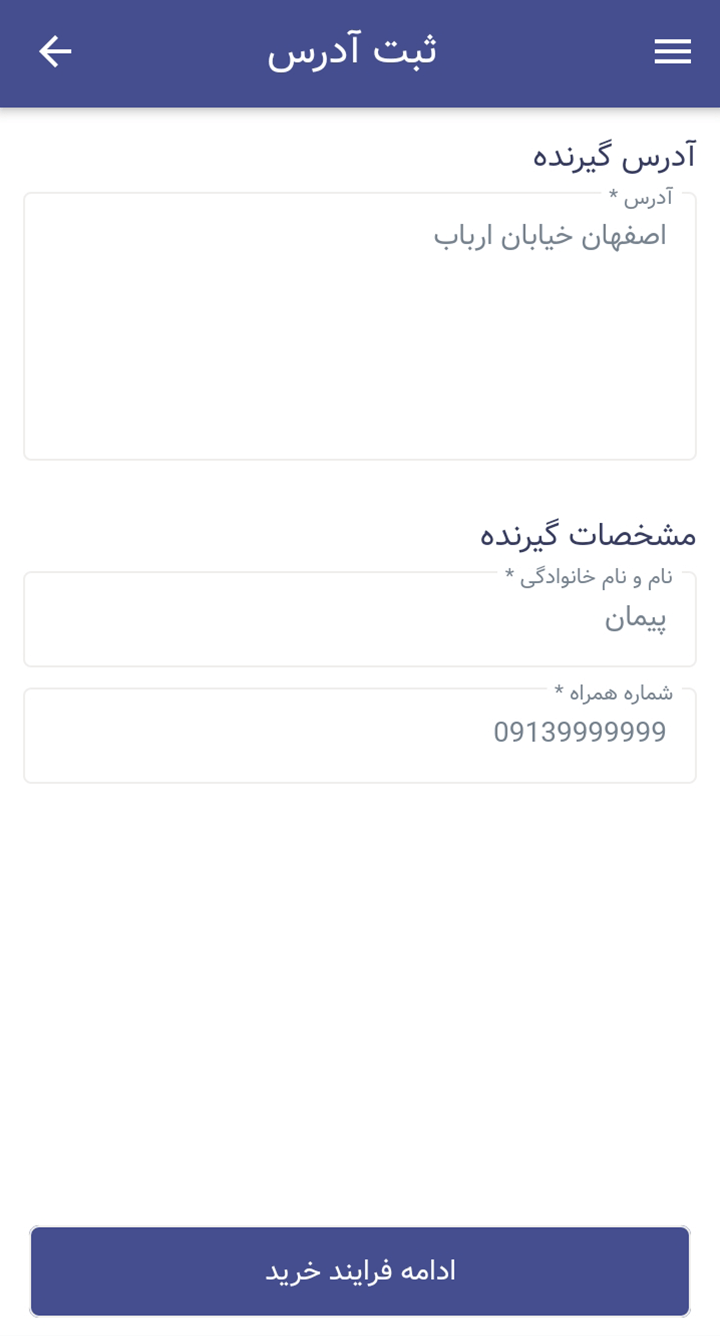 ثبت آدرس
آدرس گیرنده
آدرس *
اصفهان خیابان ارباب
مشخصات گیرنده
نام و نام خانوادگی *
پیمان
شماره همراه *
09139999999
ادامه فرایند خرید